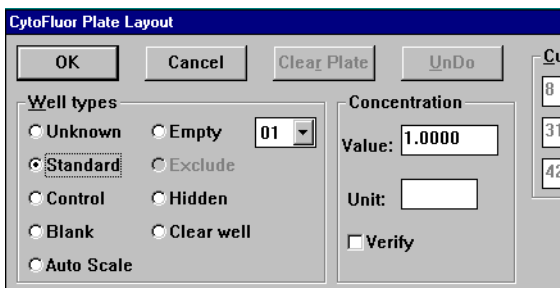 CytoFluor Plate Layout
OK Cancel Clear Plate UnDo
Well types
Unknown Empty 01
Standard Exclude
Control Hidden
Blank Clear well
Auto Scale
Concentration
Value: 1.0000
Unit:
Verify
Cu
8
31
42